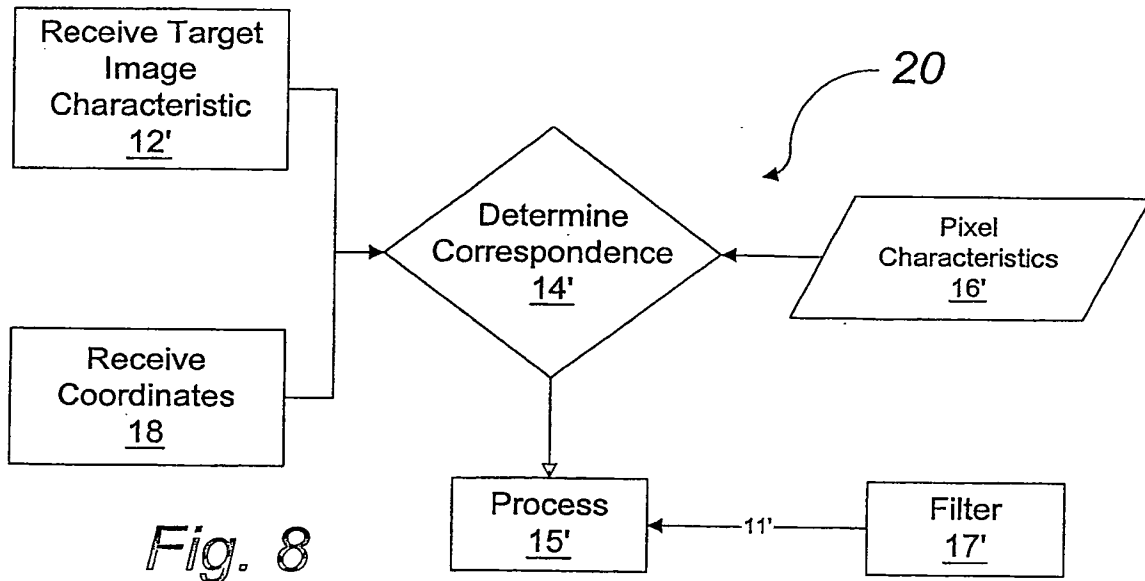 Receive Target
Image
Characteristic
12'
20
Determine
Correspondence
14'
Pixel
Characteristics
16'
Receive
Coordinates
18
Process
15'
11'
Filter
17'
Fig. 8